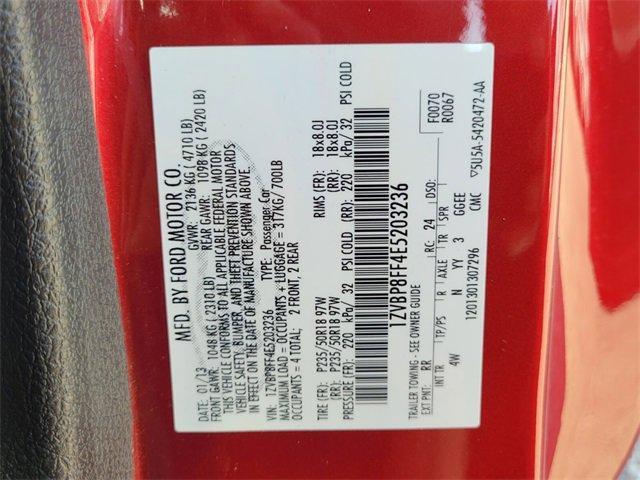 MFD. BY FORD MOTOR CO.
DATE: 01/13 GVWR: 2136 KG ( 4710 LB)
FRONT GAWR: 1048 KG ( 2310 LB) REAR GAWR: 1098 KG ( 2420 LB)
THIS VEHICLE CONFORMS TO ALL APPLICABLE FEDERAL MOTOR
VEHICLE SAFETY, BUMPER, AND THEFT PREVENTION STANDARDS
IN EFFECT ON THE DATE OF MANUFACTURE SHOWN ABOVE.
VIN: 1ZVBP8FF4E5203236 TYPE: Passenger Car
MAXIMUM LOAD = OCCUPANTS + LUGGAGE = 317KG/ 700LB
OCCUPANTS = 4 TOTAL; 2 FRONT, 2 REAR
TIRE (FR): P235/50R18 97W RIMS (FR): 18x8.0J
(RR): P235/50R18 97W (RR): 18x8.0J
PRESSURE (FR): 220 kPa/ 32 PSI COLD (RR): 220 kPa/ 32 PSI COLD
1ZVBP8FF4E5203236
TRAILER TOWING - SEE OWNER GUIDE F0070
EXT PNT: RR RC: 24 DSO: R0067
INT TR TP/PS R AXLE TR SPR
4W N YY 3 GGEE
1201301307296 CMC ▽5U5A-5420472-AA